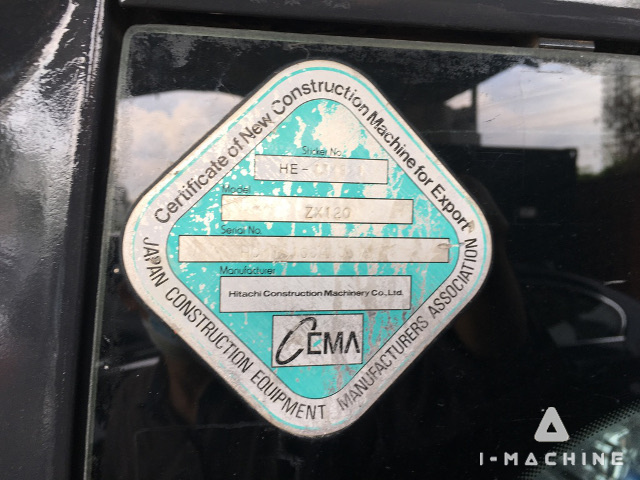 Certificate of New Construction Machine for Export
Sticker No.
HE-
Model
ZX120
Serial No.
Manufacturer
Hitachi Construction Machinery Co., Ltd.
CEMA
JAPAN CONSTRUCTION EQUIPMENT MANUFACTURERS ASSOCIATION
I-MACHINE